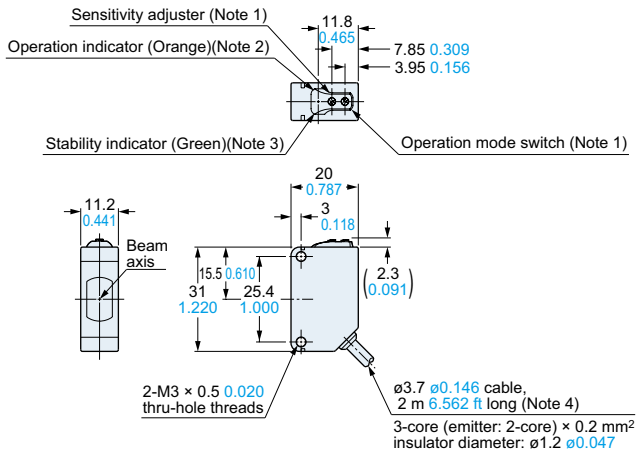 Sensitivity adjuster (Note 1)
11.8
0.465
Operation indicator (Orange)(Note 2)
7.85 0.309
3.95 0.156
Stability indicator (Green)(Note 3)
Operation mode switch (Note 1)
20
0.787
11.2
0.441
3
0.118
Beam
axis
15.5 0.610
31
1.220
25.4
1.000
(2.3
0.091)
2-M3 × 0.5 0.020
thru-hole threads
ø3.7 ø0.146 cable,
2 m 6.562 ft long (Note 4)
3-core (emitter: 2-core) × 0.2 mm²
insulator diameter: ø1.2 ø0.047